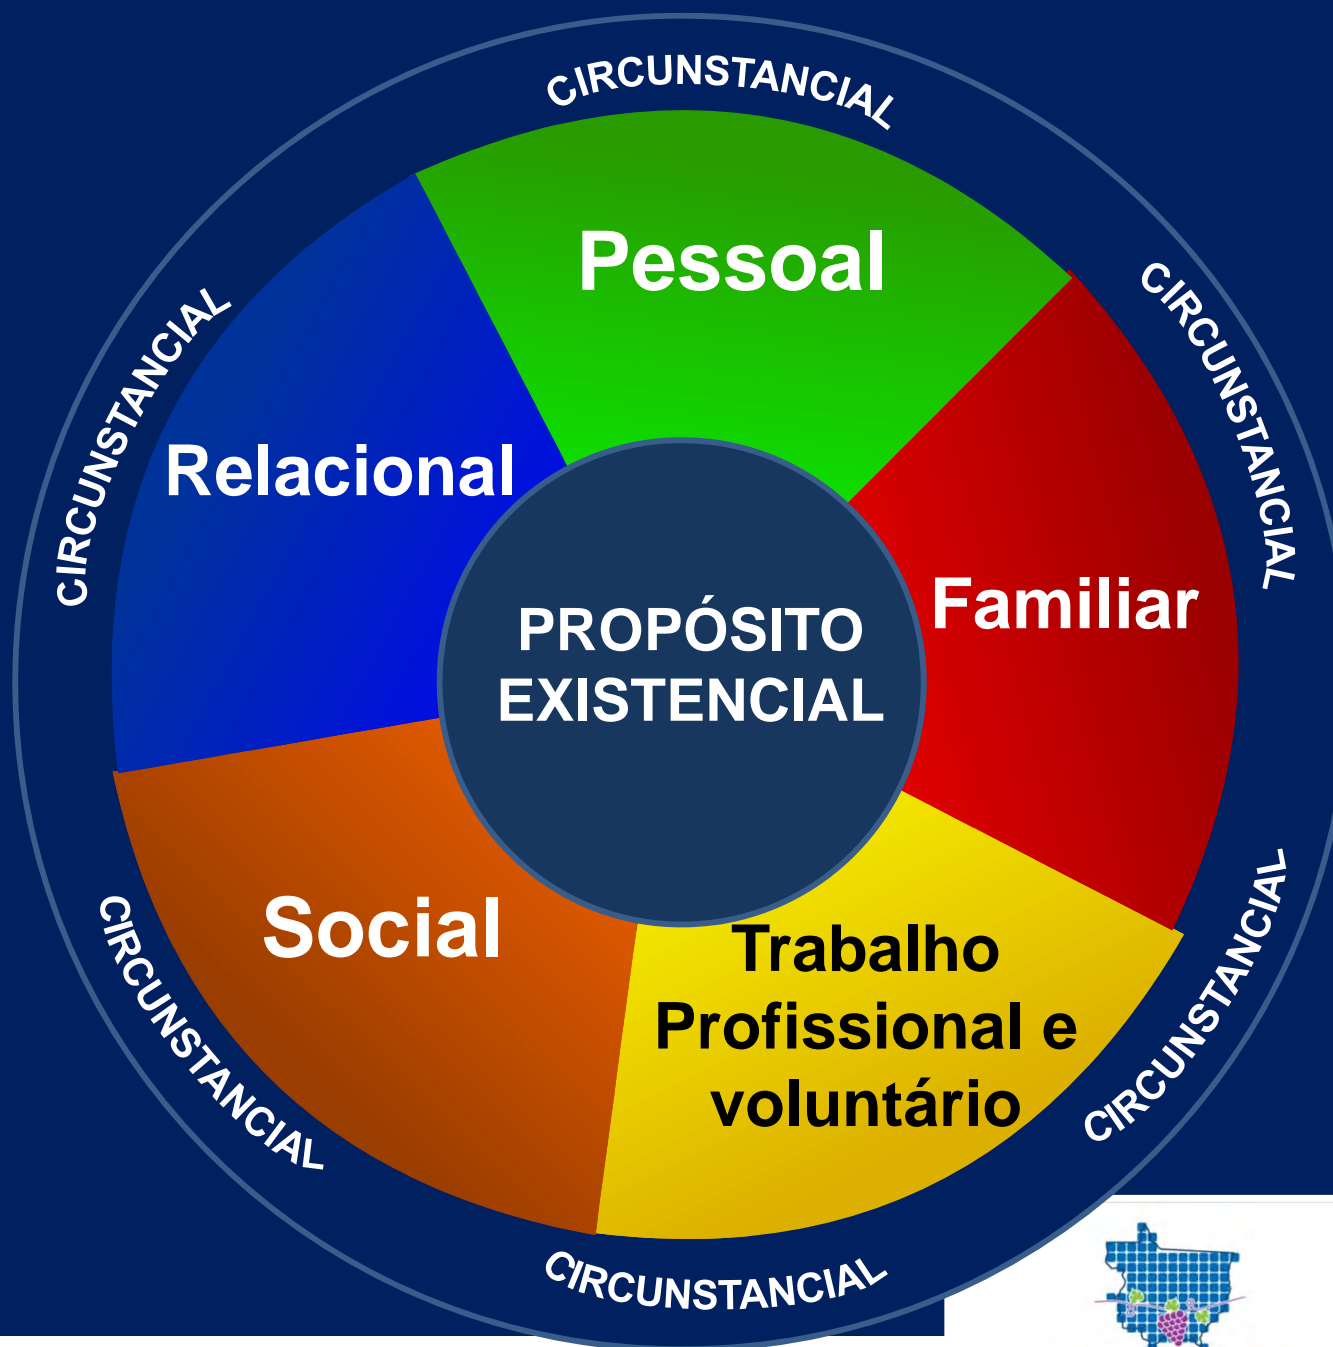 CIRCUNSTANCIAL
CIRCUNSTANCIAL
CIRCUNSTANCIAL
Pessoal
Relacional
Familiar
PROPÓSITO
EXISTENCIAL
Social
Trabalho
Profissional e
voluntário
CIRCUNSTANCIAL
CIRCUNSTANCIAL
CIRCUNSTANCIAL